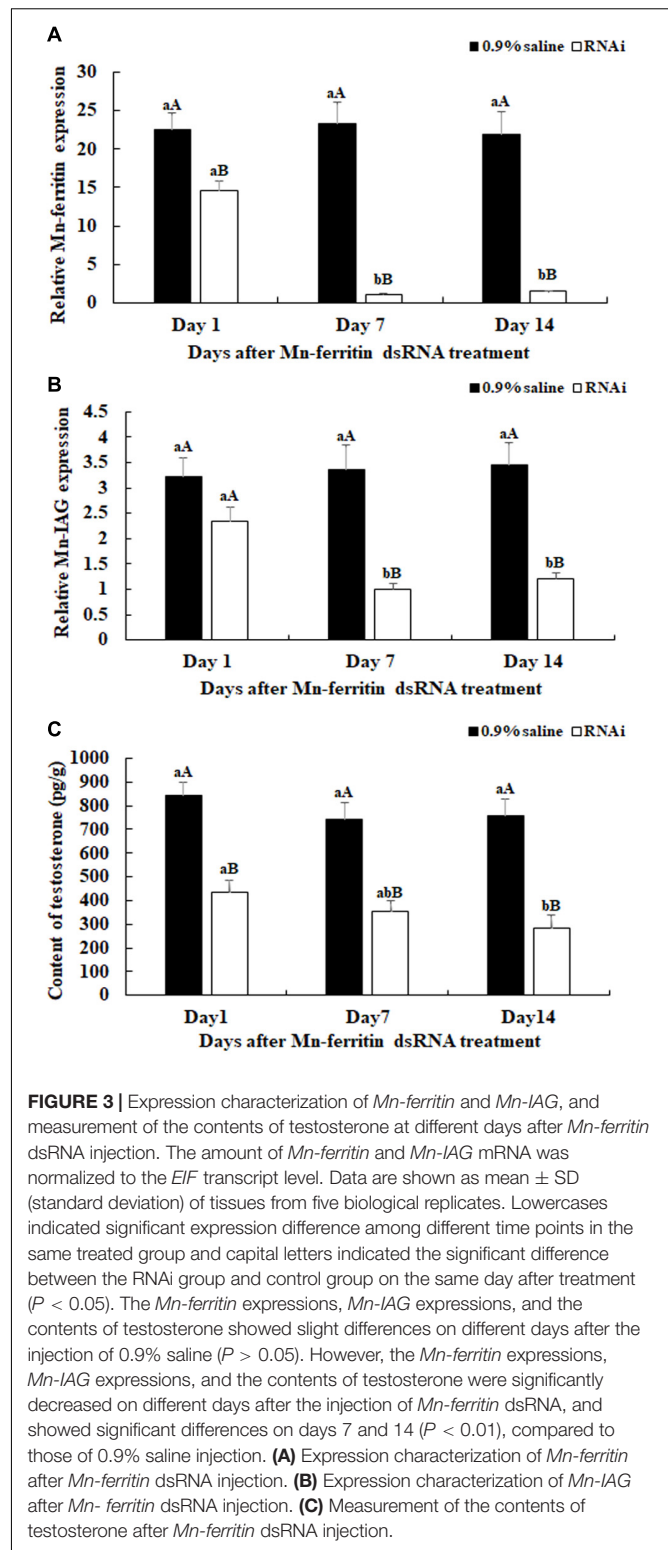 A
■0.9% saline □RNAi
30
25
20
15
10
5
0
Relative Mn-ferritin expression
aA
aB
aA
bB
aA
bB
Day 1 Day 7 Day 14
Days after Mn-ferritin dsRNA treatment
B
■0.9% saline □RNAi
4.5
4
3.5
3
2.5
2
1.5
1
0.5
0
Relative Mn-IAG expression
aA
aA
aA
bB
aA
bB
Day 1 Day 7 Day 14
Days after Mn-ferritin dsRNA treatment
C
■0.9% saline □RNAi
1000
900
800
700
600
500
400
300
200
100
0
Content of testosterone (pg/g)
aA
aB
aA
abB
aA
bB
Day1 Day7 Day14
Days after Mn-ferritin dsRNA treatment
FIGURE 3 | Expression characterization of Mn-ferritin and Mn-IAG, and
measurement of the contents of testosterone at different days after Mn-ferritin
dsRNA injection. The amount of Mn-ferritin and Mn-IAG mRNA was
normalized to the EIF transcript level. Data are shown as mean ± SD
(standard deviation) of tissues from five biological replicates. Lowercases
indicated significant expression difference among different time points in the
same treated group and capital letters indicated the significant difference
between the RNAi group and control group on the same day after treatment
(P < 0.05). The Mn-ferritin expressions, Mn-IAG expressions, and the
contents of testosterone showed slight differences on different days after the
injection of 0.9% saline (P > 0.05). However, the Mn-ferritin expressions,
Mn-IAG expressions, and the contents of testosterone were significantly
decreased on different days after the injection of Mn-ferritin dsRNA, and
showed significant differences on days 7 and 14 (P < 0.01), compared to
those of 0.9% saline injection. (A) Expression characterization of Mn-ferritin
after Mn-ferritin dsRNA injection. (B) Expression characterization of Mn-IAG
after Mn- ferritin dsRNA injection. (C) Measurement of the contents of
testosterone after Mn-ferritin dsRNA injection.